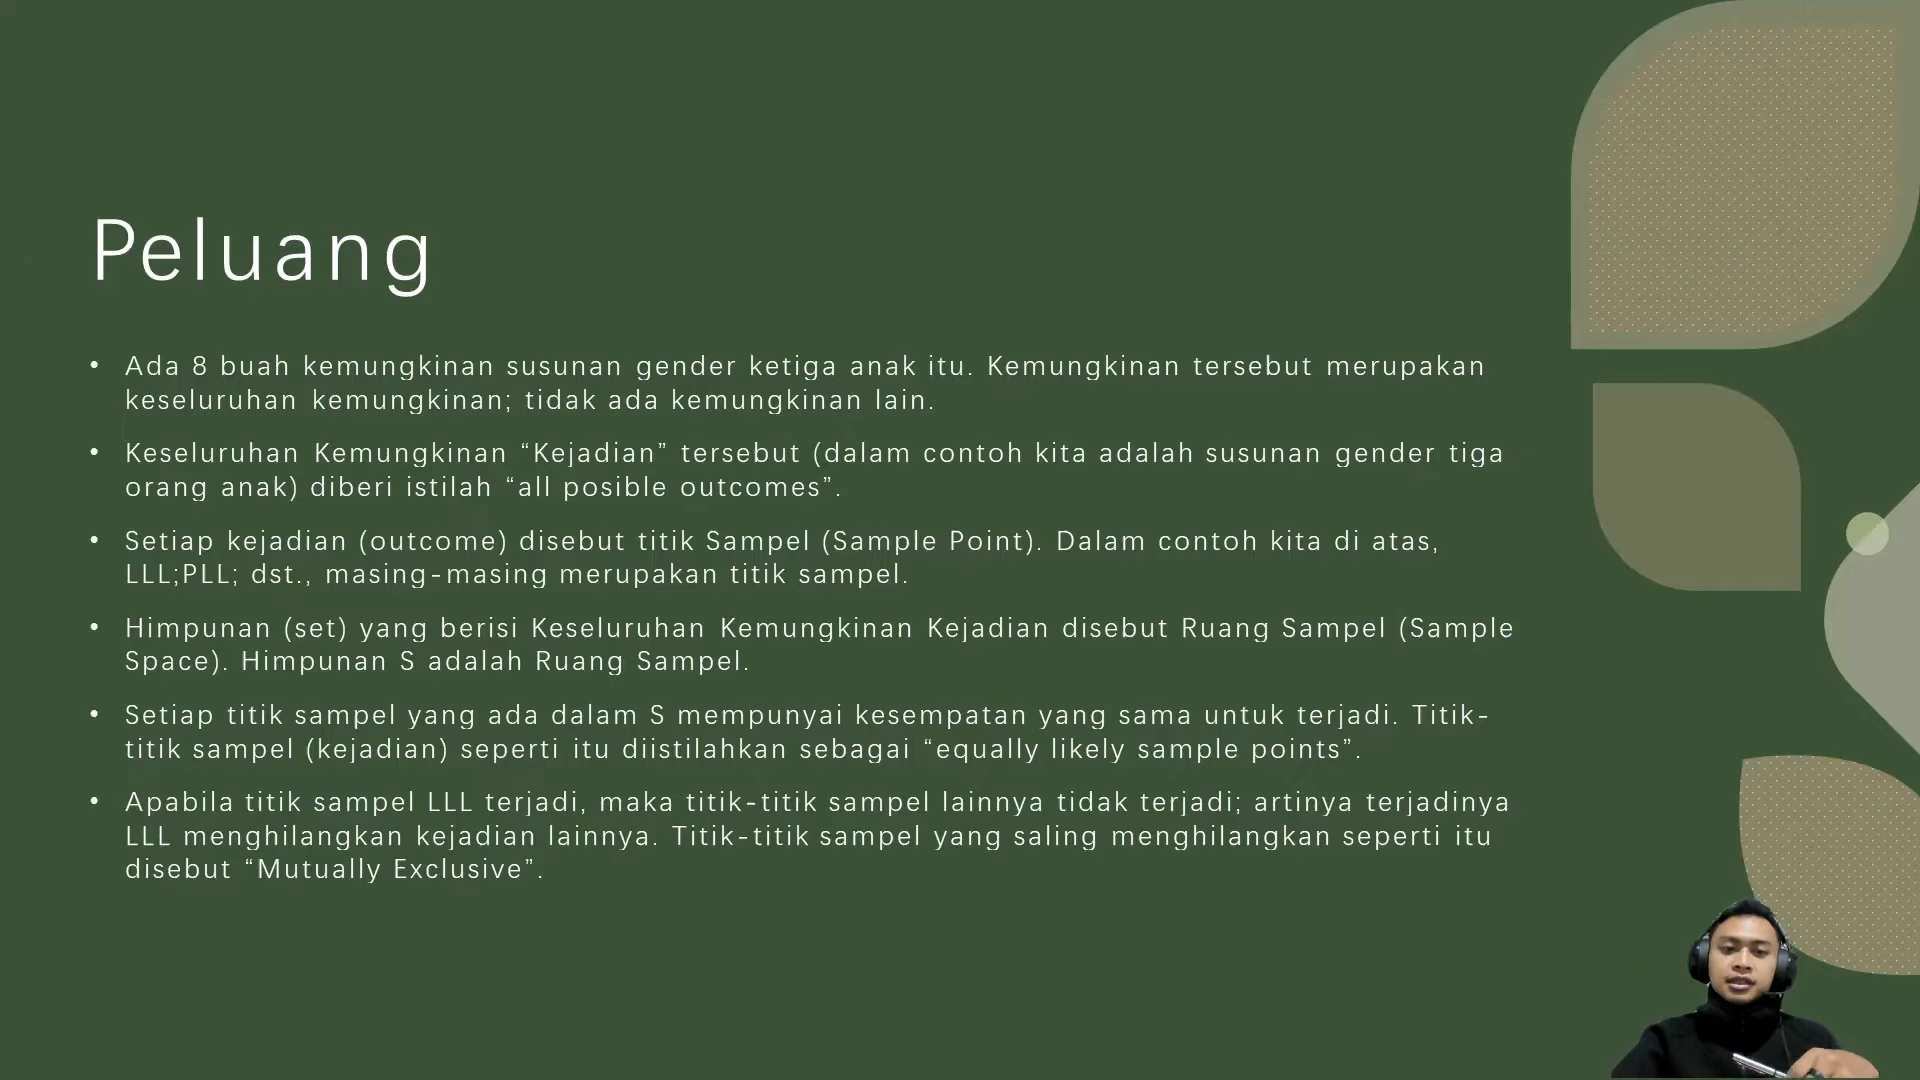 Peluang
• Ada 8 buah kemungkinan susunan gender ketiga anak itu. Kemungkinan tersebut merupakan
keseluruhan kemungkinan; tidak ada kemungkinan lain.
• Keseluruhan Kemungkinan “Kejadian” tersebut (dalam contoh kita adalah susunan gender tiga
orang anak) diberi istilah “all posible outcomes”.
• Setiap kejadian (outcome) disebut titik Sampel (Sample Point). Dalam contoh kita di atas,
LLL;PLL; dst., masing-masing merupakan titik sampel.
• Himpunan (set) yang berisi Keseluruhan Kemungkinan Kejadian disebut Ruang Sampel (Sample
Space). Himpunan S adalah Ruang Sampel.
• Setiap titik sampel yang ada dalam S mempunyai kesempatan yang sama untuk terjadi. Titik-
titik sampel (kejadian) seperti itu diistilahkan sebagai “equally likely sample points”.
• Apabila titik sampel LLL terjadi, maka titik-titik sampel lainnya tidak terjadi; artinya terjadinya
LLL menghilangkan kejadian lainnya. Titik-titik sampel yang saling menghilangkan seperti itu
disebut “Mutually Exclusive”.